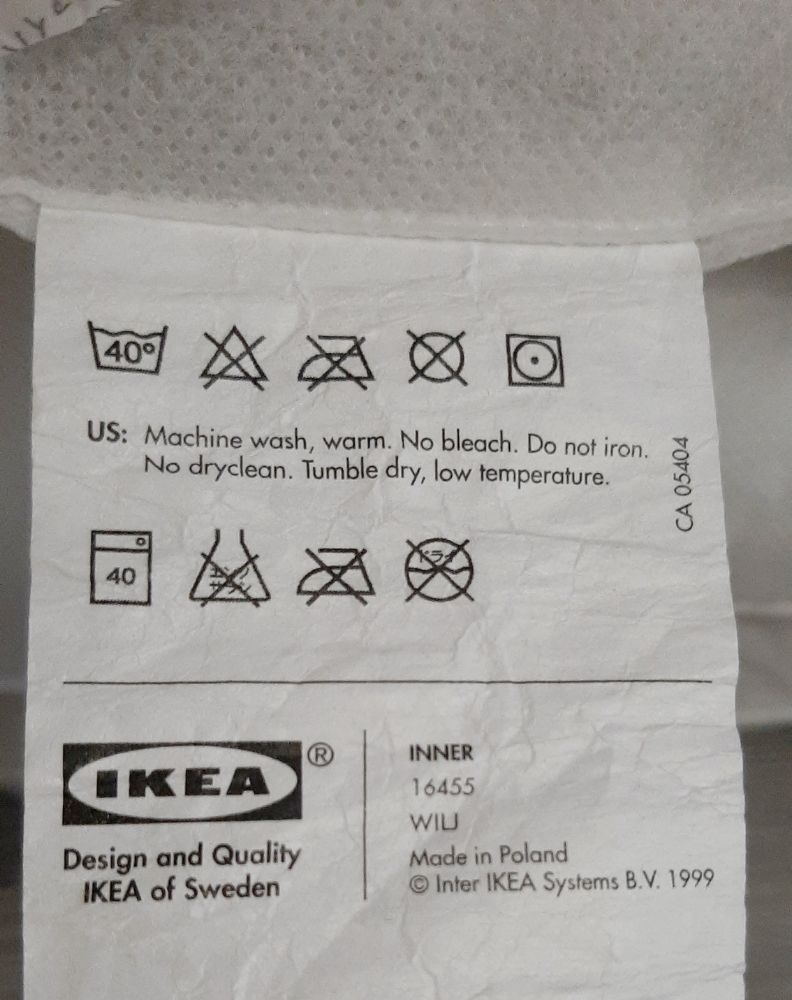 40°
US: Machine wash, warm. No bleach. Do not iron.
No dryclean. Tumble dry, low temperature.
CA 05404
40
IKEA ®
Design and Quality
IKEA of Sweden
INNER
16455
Made in Poland
© Inter IKEA Systems B.V. 1999